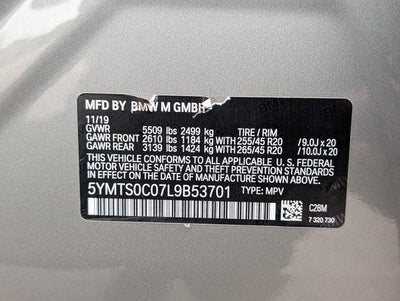 MFD BY BMW M GMBH
11/19
GVWR 5509 lbs 2499 kg TIRE / RIM
GAWR FRONT 2610 lbs 1184 kg with 255/45 R20 /9.0J x 20
GAWR REAR 3139 lbs 1424 kg with 265/45 R20 /10.0J x 20
THIS VEHICLE CONFORMS TO ALL APPLICABLE U.S. FEDERAL
MOTOR VEHICLE SAFETY STANDARDS IN EFFECT ON
THE DATE OF MANUFACTURE SHOWN ABOVE.
5YMTS0C07L9B53701 TYPE: MPV
C28M
7 320 730